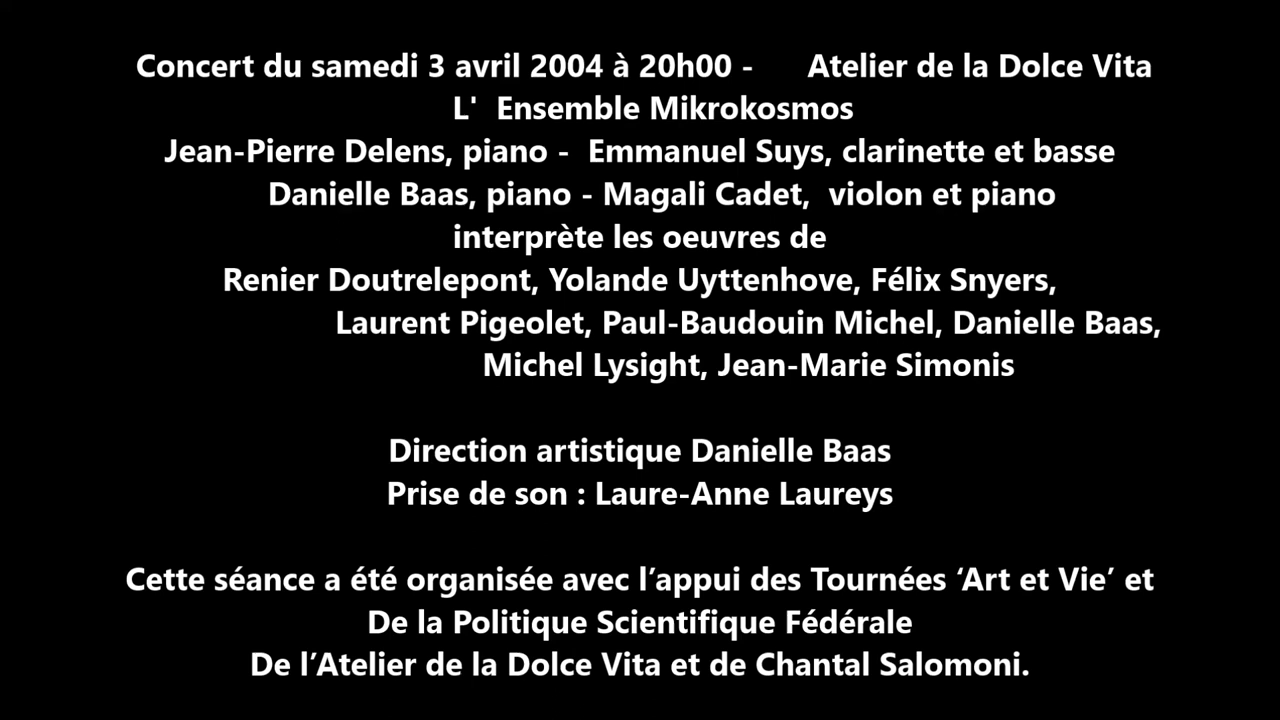 Concert du samedi 3 avril 2004 à 20h00 - Atelier de la Dolce Vita
L' Ensemble Mikrokosmos
Jean-Pierre Delens, piano - Emmanuel Suys, clarinette et basse
Danielle Baas, piano - Magali Cadet, violon et piano
interprète les oeuvres de
Renier Doutrelepont, Yolande Uyttenhove, Félix Snyers,
Laurent Pigeolet, Paul-Baudouin Michel, Danielle Baas,
Michel Lysight, Jean-Marie Simonis
Direction artistique Danielle Baas
Prise de son : Laure-Anne Laureys
Cette séance a été organisée avec l’appui des Tournées ‘Art et Vie’ et
De la Politique Scientifique Fédérale
De l’Atelier de la Dolce Vita et de Chantal Salomoni.